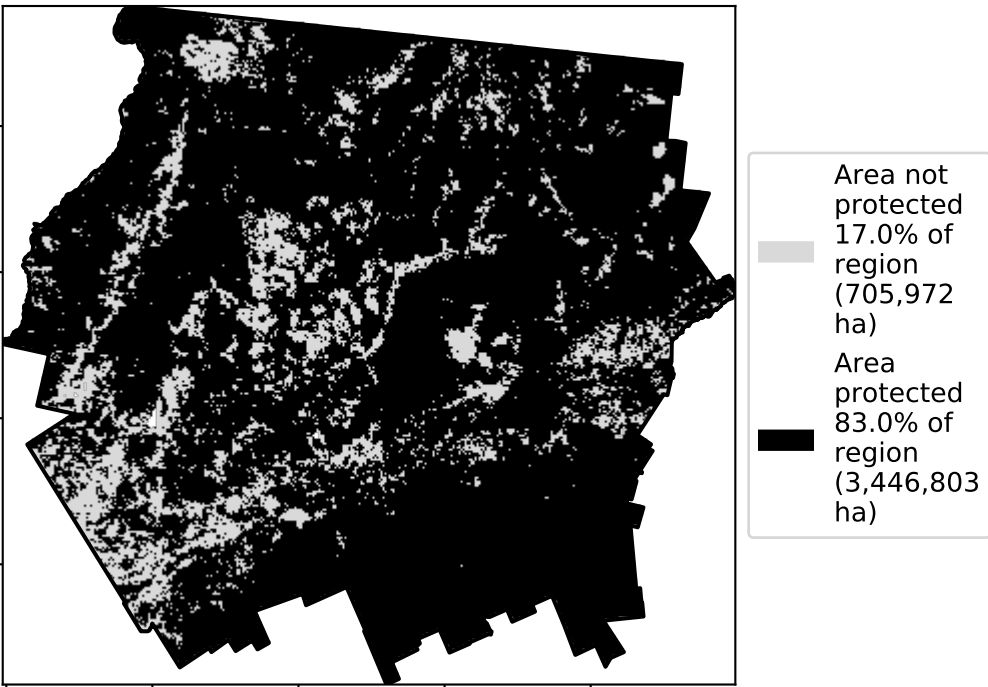 Area not
protected
17.0% of
region
(705,972
ha)
Area
protected
83.0% of
region
(3,446,803
ha)